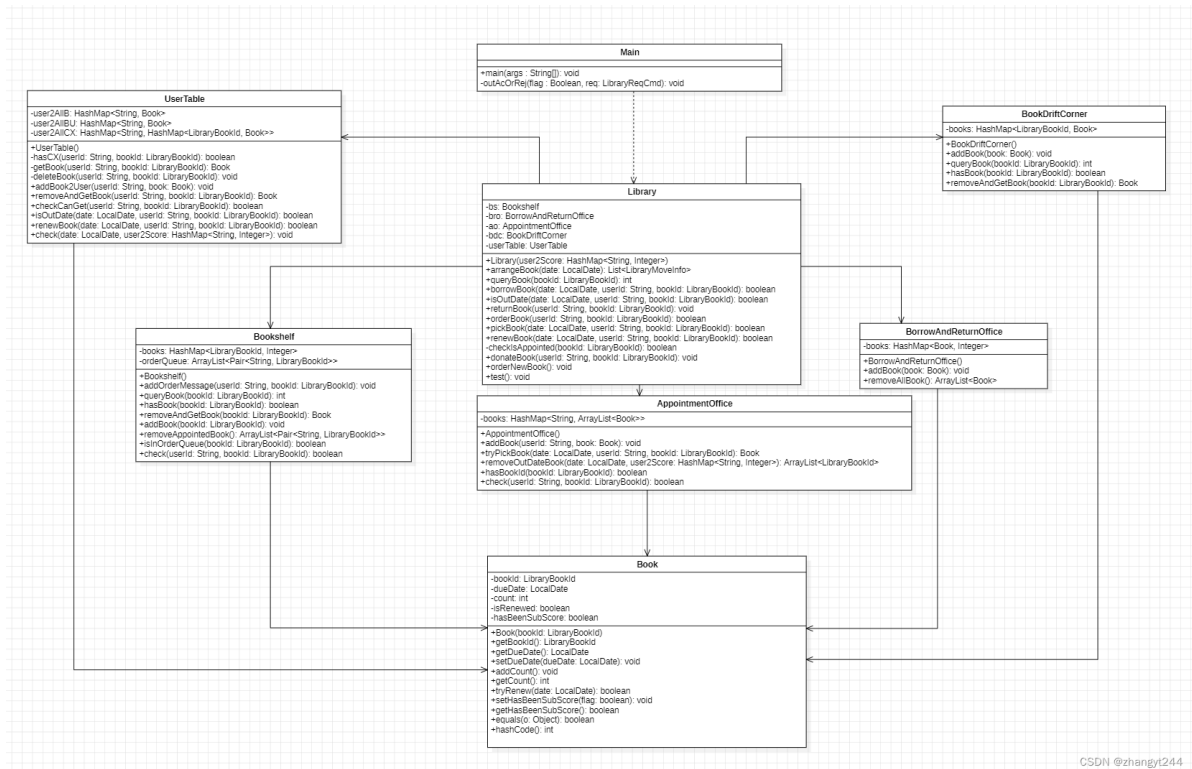 Main
+main(args : String[]): void
-outAcOrRej(flag : Boolean, req: LibraryReqCmd): void
UserTable
-user2AllB: HashMap<String, Book>
-user2AllBU: HashMap<String, Book>
-user2AllCX: HashMap<String, HashMap<LibraryBookId, Book>>
+UserTable()
-hasCX(userId: String, bookId: LibraryBookId): boolean
-getBook(userId: String, bookId: LibraryBookId): Book
-deleteBook(userId: String, bookId: LibraryBookId): void
+addBook2User(userId: String, book: Book): void
+removeAndGetBook(userId: String, bookId: LibraryBookId): Book
+checkCanGet(userId: String, bookId: LibraryBookId): boolean
+isOutDate(date: LocalDate, userId: String, bookId: LibraryBookId): boolean
+renewBook(date: LocalDate, userId: String, bookId: LibraryBookId): boolean
+check(date: LocalDate, user2Score: HashMap<String, Integer>): void
BookDriftCorner
-books: HashMap<LibraryBookId, Book>
+BookDriftCorner()
+addBook(book: Book): void
+queryBook(bookId: LibraryBookId): int
+hasBook(bookId: LibraryBookId): boolean
+removeAndGetBook(bookId: LibraryBookId): Book
Library
-bs: Bookshelf
-bro: BorrowAndReturnOffice
-ao: AppointmentOffice
-bdc: BookDriftCorner
-userTable: UserTable
+Library(user2Score: HashMap<String, Integer>)
+arrangeBook(date: LocalDate): List<LibraryMoveInfo>
+queryBook(bookId: LibraryBookId): int
+borrowBook(date: LocalDate, userId: String, bookId: LibraryBookId): boolean
+isOutDate(date: LocalDate, userId: String, bookId: LibraryBookId): boolean
+returnBook(userId: String, bookId: LibraryBookId): void
+orderBook(userId: String, bookId: LibraryBookId): boolean
+pickBook(date: LocalDate, userId: String, bookId: LibraryBookId): boolean
+renewBook(date: LocalDate, userId: String, bookId: LibraryBookId): boolean
-checkIsAppointed(bookId: LibraryBookId): boolean
+donateBook(userId: String, bookId: LibraryBookId): void
+orderNewBook(): void
+test(): void
Bookshelf
-books: HashMap<LibraryBookId, Integer>
-orderQueue: ArrayList<Pair<String, LibraryBookId>>
+Bookshelf()
+addOrderMessage(userId: String, bookId: LibraryBookId): void
+queryBook(bookId: LibraryBookId): int
+hasBook(bookId: LibraryBookId): boolean
+removeAndGetBook(bookId: LibraryBookId): Book
+addBook(bookId: LibraryBookId): void
+removeAppointedBook(): ArrayList<Pair<String, LibraryBookId>>
+isInOrderQueue(bookId: LibraryBookId): boolean
+check(userId: String, bookId: LibraryBookId): boolean
BorrowAndReturnOffice
-books: HashMap<Book, Integer>
+BorrowAndReturnOffice()
+addBook(book: Book): void
+removeAllBook(): ArrayList<Book>
AppointmentOffice
-books: HashMap<String, ArrayList<Book>>
+AppointmentOffice()
+addBook(userId: String, book: Book): void
+tryPickBook(date: LocalDate, userId: String, bookId: LibraryBookId): Book
+removeOutDateBook(date: LocalDate, user2Score: HashMap<String, Integer>): ArrayList<LibraryBookId>
+hasBookId(bookId: LibraryBookId): boolean
+check(userId: String, bookId: LibraryBookId): boolean
Book
-bookId: LibraryBookId
-dueDate: LocalDate
-count: int
-isRenewed: boolean
-hasBeenSubScore: boolean
+Book(bookId: LibraryBookId)
+getBookId(): LibraryBookId
+getDueDate(): LocalDate
+setDueDate(dueDate: LocalDate): void
+addCount(): void
+getCount(): int
+tryRenew(date: LocalDate): boolean
+setHasBeenSubScore(flag: boolean): void
+getHasBeenSubScore(): boolean
+equals(o: Object): boolean
+hashCode(): int
CSDN @zhangyt244